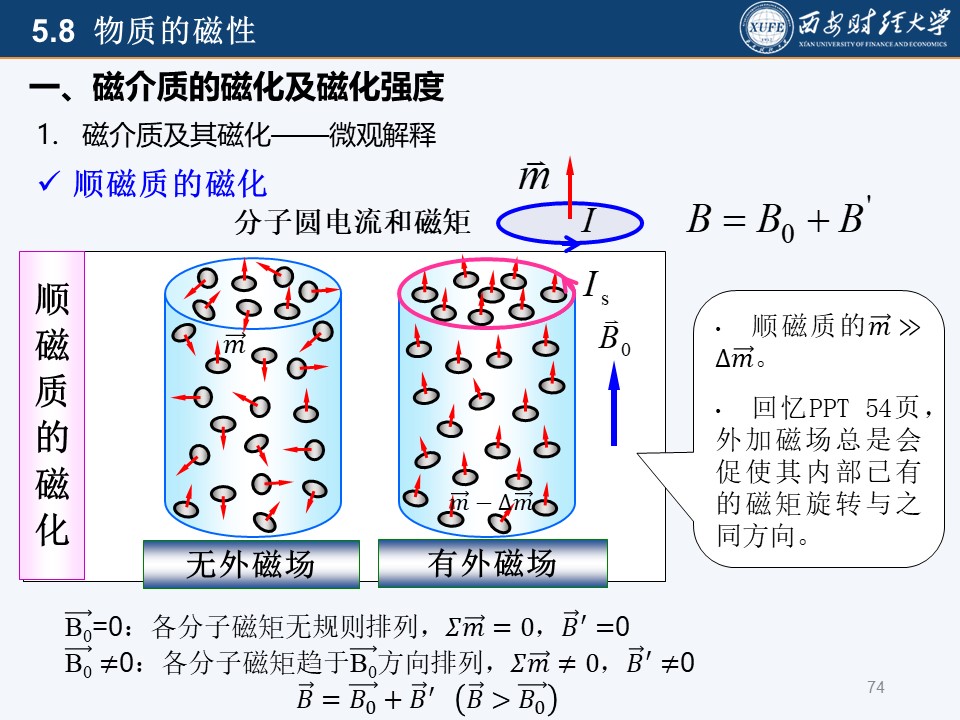 5.8 物质的磁性
XUFE
西安财经大学
XI'AN UNIVERSITY OF FINANCE AND ECONOMICS
一、磁介质的磁化及磁化强度
1. 磁介质及其磁化——微观解释
✓ 顺磁质的磁化
分子圆电流和磁矩
$\vec{m}$
I
$B = B_0 + B^{'}$
顺磁质的磁化
$\vec{m}$
$I_s$
$\vec{B}_0$
$\vec{m} - \Delta\vec{m}$
无外磁场
有外磁场
· 顺磁质的$\vec{m} \gg$
$\Delta\vec{m}$。
· 回忆PPT 54页，
外加磁场总是会
促使其内部已有
的磁矩旋转与之
同方向。
$\overrightarrow{B_0}$=0：各分子磁矩无规则排列，$\Sigma\vec{m} = 0$，$\vec{B}' =$0
$\overrightarrow{B_0}$ ≠0：各分子磁矩趋于$\overrightarrow{B_0}$方向排列，$\Sigma\vec{m} \neq 0$，$\vec{B}'$ ≠0
$\vec{B} = \overrightarrow{B_0} + \vec{B}'$ $(\vec{B} > \overrightarrow{B_0})$
74